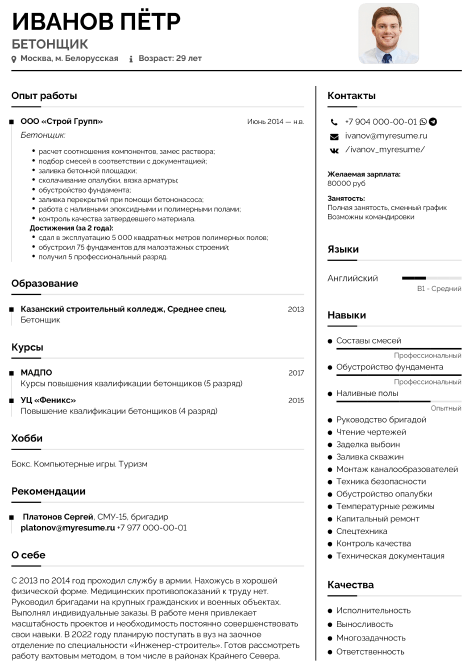 ИВАНОВ ПЁТР
БЕТОНЩИК
Москва, м. Белорусская Возраст: 29 лет
Опыт работы
ООО «Строй Групп» Июнь 2014 — н.в.
Бетонщик:
расчет соотношения компонентов, замес раствора;
подбор смесей в соответствии с документацией;
заливка бетонной площадки;
сколачивание опалубки, вязка арматуры;
обустройство фундамента;
заливка перекрытий при помощи бетононасоса;
работа с наливными эпоксидными и полимерными полами;
контроль качества затвердевшего материала.
Достижения (за 2 года):
сдал в эксплуатацию 5 000 квадратных метров полимерных полов;
обустроил 75 фундаментов для малоэтажных строений;
получил 5 профессиональный разряд.
Образование
Казанский строительный колледж, Среднее спец. 2013
Бетонщик
Курсы
МАДПО 2017
Курсы повышения квалификации бетонщиков (5 разряд)
УЦ «Феникс» 2015
Повышение квалификации бетонщиков (4 разряд)
Хобби
Бокс. Компьютерные игры. Туризм
Рекомендации
Платонов Сергей, СМУ-15, бригадир
platonov@myresume.ru +7 977 000-00-01
О себе
С 2013 по 2014 год проходил службу в армии. Нахожусь в хорошей
физической форме. Медицинских противопоказаний к труду нет.
Руководил бригадами на крупных гражданских и военных объектах.
Выполнял индивидуальные заказы. В работе меня привлекает
масштабность проектов и необходимость постоянно совершенствовать
свои навыки. В 2022 году планирую поступать в вуз на заочное
отделение по специальности «Инженер-строитель». Готов рассмотреть
работу вахтовым методом, в том числе в районах Крайнего Севера.
Контакты
+7 904 000-00-01
ivanov@myresume.ru
/ivanov_myresume/
Желаемая зарплата:
80000 руб
Занятость:
Полная занятость, сменный график
Возможны командировки
Языки
Английский
B1 - Средний
Навыки
Составы смесей
Профессиональный
Обустройство фундамента
Профессиональный
Наливные полы
Опытный
Руководство бригадой
Чтение чертежей
Заделка выбоин
Заливка скважин
Монтаж каналообразователей
Техника безопасности
Обустройство опалубки
Температурные режимы
Капитальный ремонт
Спецтехника
Контроль качества
Техническая документация
Качества
Исполнительность
Выносливость
Многозадачность
Ответственность